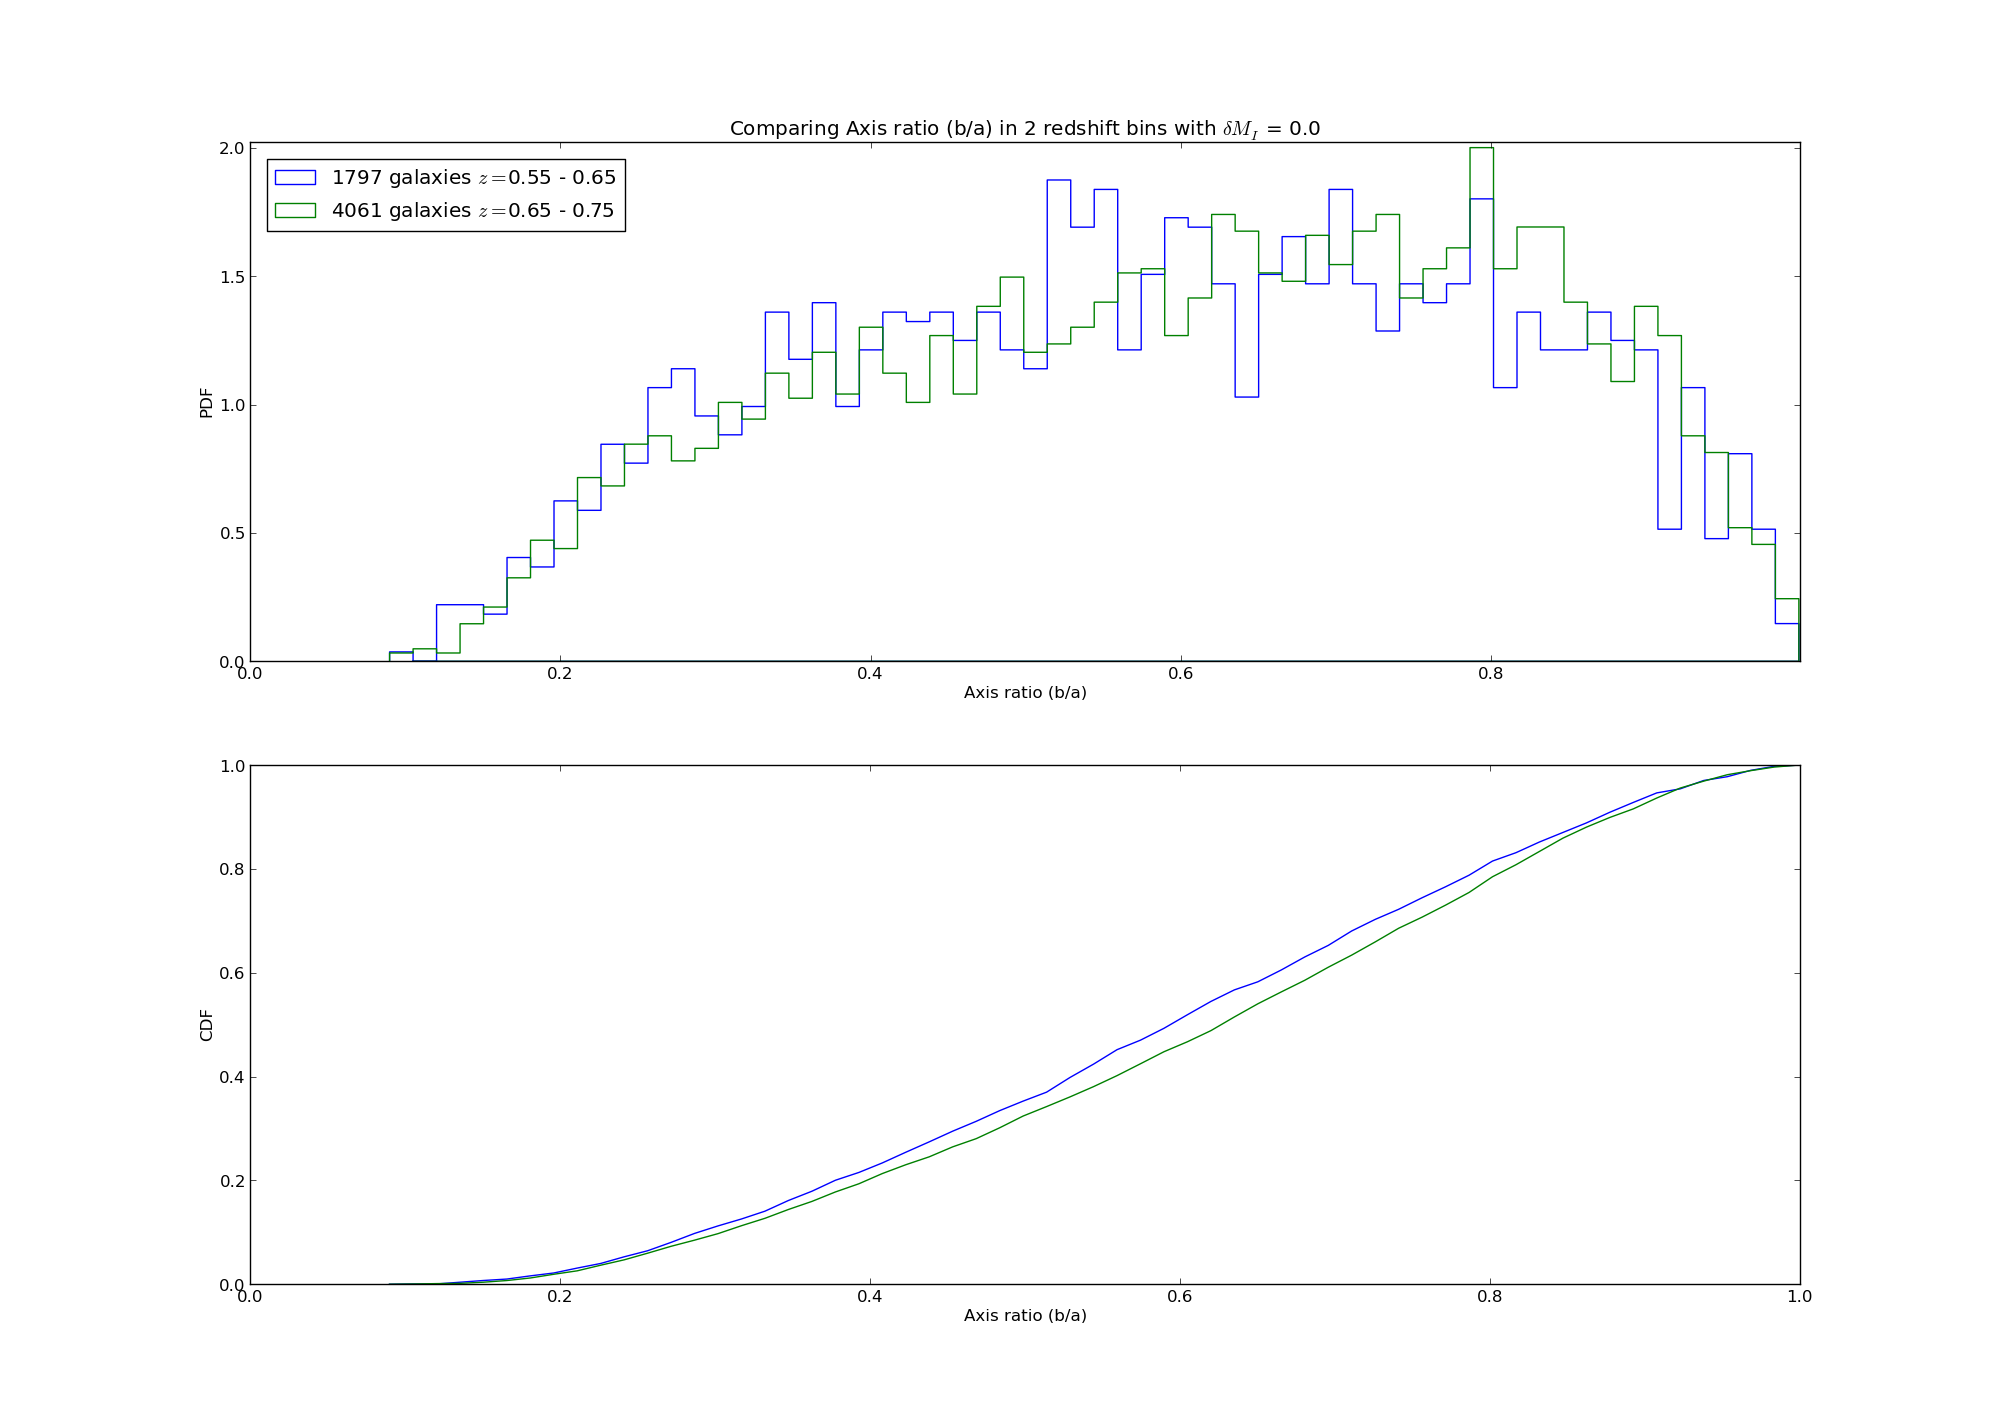 Comparing Axis ratio (b/a) in 2 redshift bins with δM_I = 0.0
2.0
1797 galaxies z=0.55 - 0.65
4061 galaxies z=0.65 - 0.75
1.5
PDF
1.0
0.5
0.0
0.0 0.2 0.4 0.6 0.8
Axis ratio (b/a)
1.0
0.8
0.6
CDF
0.4
0.2
0.0
0.0 0.2 0.4 0.6 0.8 1.0
Axis ratio (b/a)